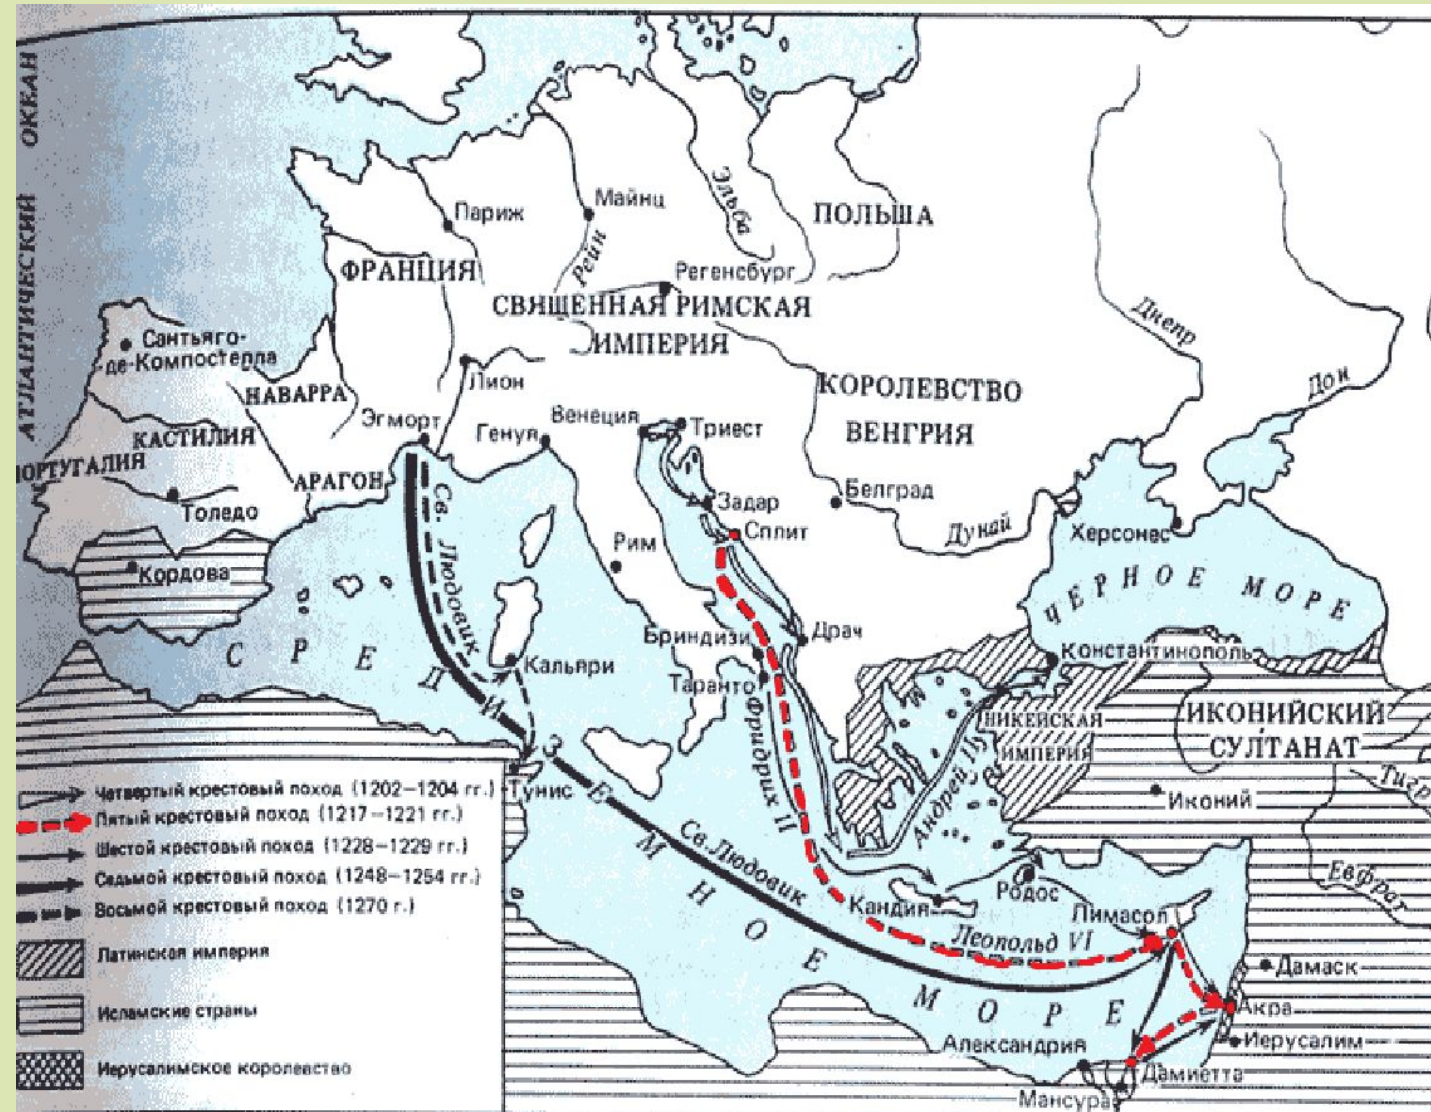 АТЛАНТИЧЕСКИЙ ОКЕАН
Париж
Майнц
Эльба
ПОЛЬША
Рейн
ФРАНЦИЯ
Регенсбург
СВЯЩЕННАЯ РИМСКАЯ
ИМПЕРИЯ
Днепр
Сантьяго-
де-Компостелла
Лион
НАВАРРА
КОРОЛЕВСТВО
ВЕНГРИЯ
Дон
Эгморт
Генуя
Венеция
Триест
КАСТИЛИЯ
ПОРТУГАЛИЯ
АРАГОН
Толедо
Св. Людовик
Задар
Белград
Сплит
Дунай
Херсонес
Рим
Кордова
ЧЕРНОЕ МОРЕ
Бриндизи
Драч
Константинополь
Кальяри
Таранто
СРЕДИЗЕМНОЕ МОРЕ
Фридрих II
НИКЕЙСКАЯ
ИМПЕРИЯ
ИКОНИЙСКИЙ
СУЛТАНАТ
Тигр
Андрей II
Иконий
Тунис
Св. Людовик
Евфрат
Родос
Кандия
Лимасол
Леопольд VI
Дамаск
Акра
Иерусалим
Александрия
Дамиетта
Мансура
Четвертый крестовый поход (1202—1204 гг.)
Пятый крестовый поход (1217—1221 гг.)
Шестой крестовый поход (1228—1229 гг.)
Седьмой крестовый поход (1248—1254 гг.)
Восьмой крестовый поход (1270 г.)
Латинская империя
Исламские страны
Иерусалимское королевство